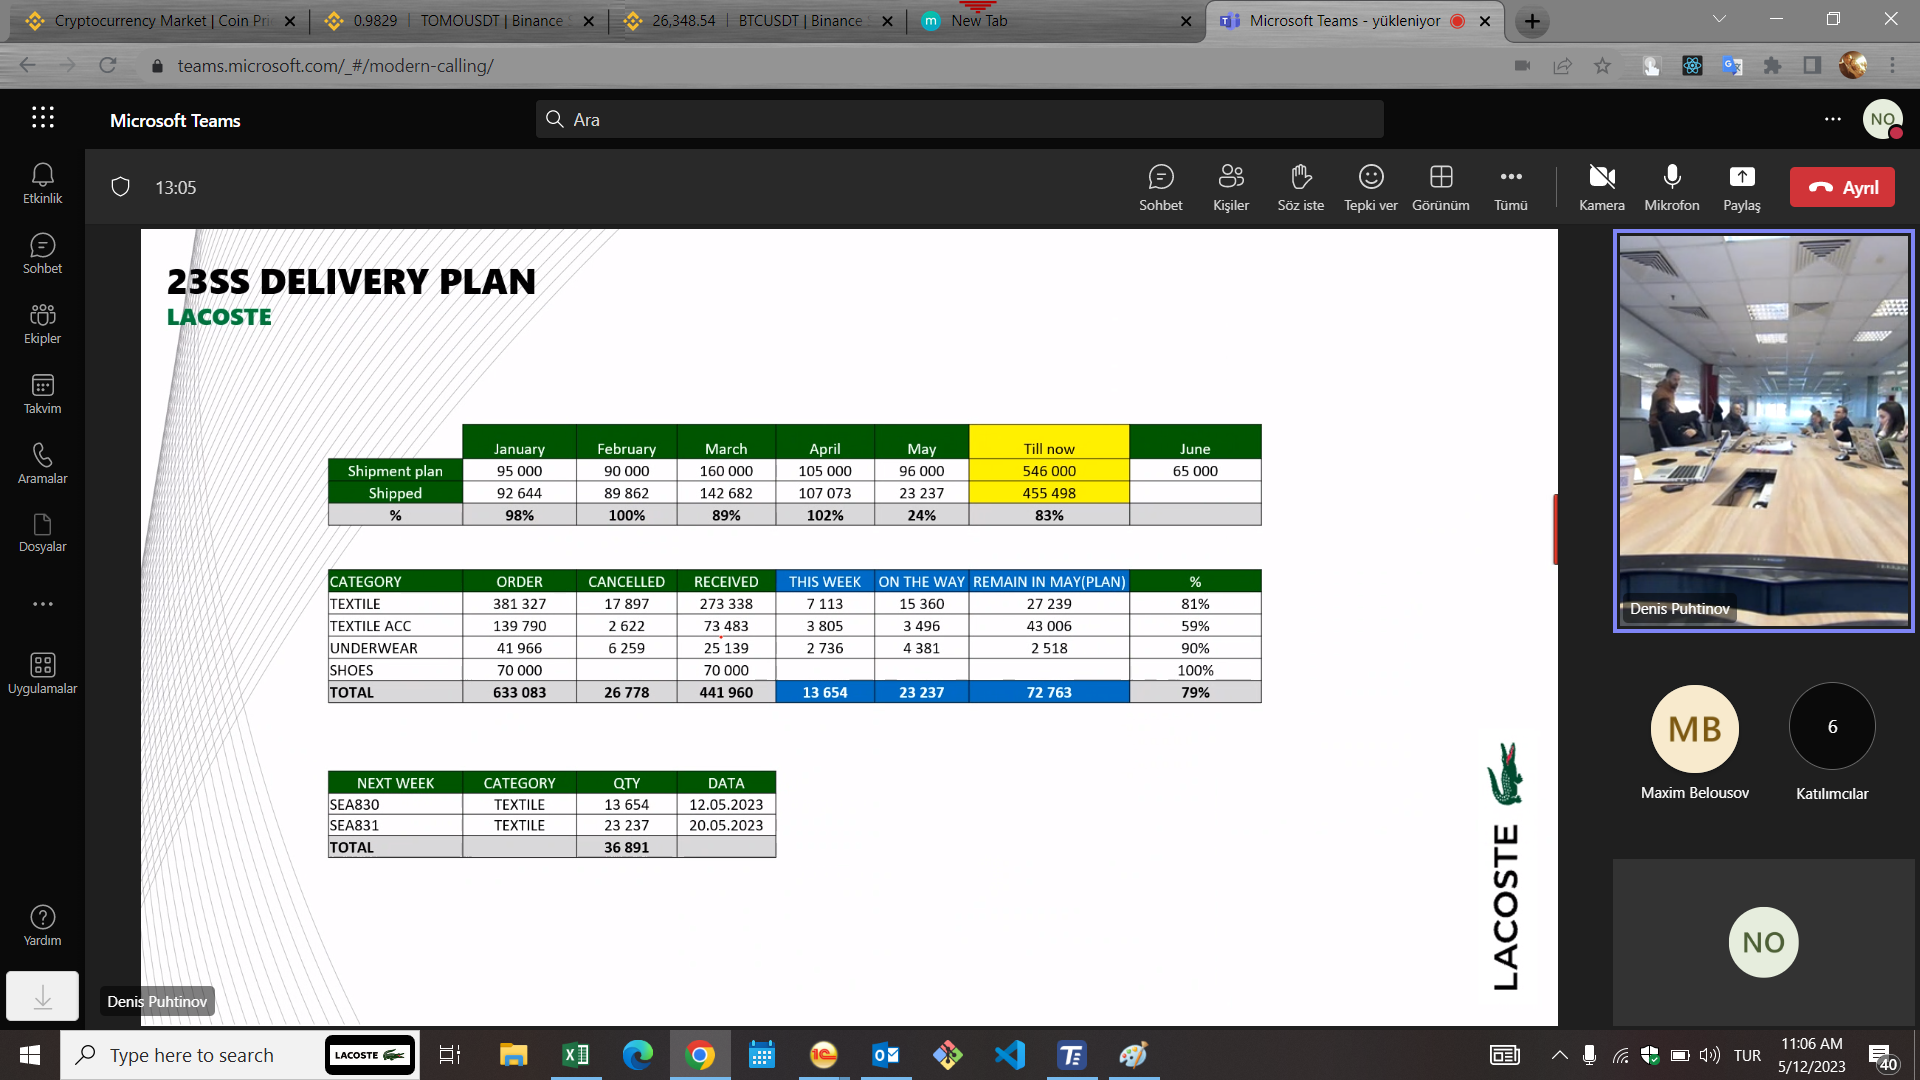 Cryptocurrency Market | Coin Pri
0.9829 | TOMOUSDT | Binance
26,348.54 | BTCUSDT | Binance
m New Tab
Microsoft Teams - yükleniyor
teams.microsoft.com/_#/modern-calling/
Microsoft Teams
Ara
NO
Etkinlik
Sohbet
Ekipler
Takvim
Aramalar
Dosyalar
Uygulamalar
Yardım
13:05
Sohbet Kişiler Söz iste Tepki ver Görünüm Tümü Kamera Mikrofon Paylaş Ayrıl
23SS DELIVERY PLAN
LACOSTE
January February March April May Till now June
Shipment plan 95 000 90 000 160 000 105 000 96 000 546 000 65 000
Shipped 92 644 89 862 142 682 107 073 23 237 455 498
% 98% 100% 89% 102% 24% 83%
CATEGORY ORDER CANCELLED RECEIVED THIS WEEK ON THE WAY REMAIN IN MAY(PLAN) %
TEXTILE 381 327 17 897 273 338 7 113 15 360 27 239 81%
TEXTILE ACC 139 790 2 622 73 483 3 805 3 496 43 006 59%
UNDERWEAR 41 966 6 259 25 139 2 736 4 381 2 518 90%
SHOES 70 000 70 000 100%
TOTAL 633 083 26 778 441 960 13 654 23 237 72 763 79%
NEXT WEEK CATEGORY QTY DATA
SEA830 TEXTILE 13 654 12.05.2023
SEA831 TEXTILE 23 237 20.05.2023
TOTAL 36 891
LACOSTE
Denis Puhtinov
Denis Puhtinov
MB
Maxim Belousov
6
Katılımcılar
NO
Type here to search
LACOSTE
TUR
11:06 AM
5/12/2023
40